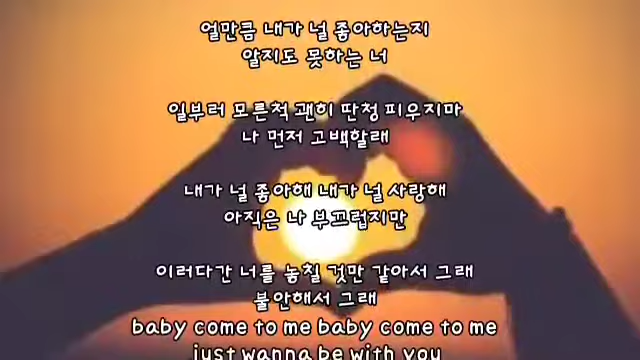 얼만큼 내가 널 좋아하는지
알지도 못하는 너
일부러 모른척 괜히 딴청 피우지마
나 먼저 고백할래
내가 널 좋아해 내가 널 사랑해
아직은 나 부끄럽지만
이러다간 너를 놓칠 것만 같아서 그래
불안해서 그래
baby come to me baby come to me
just wanna be with you